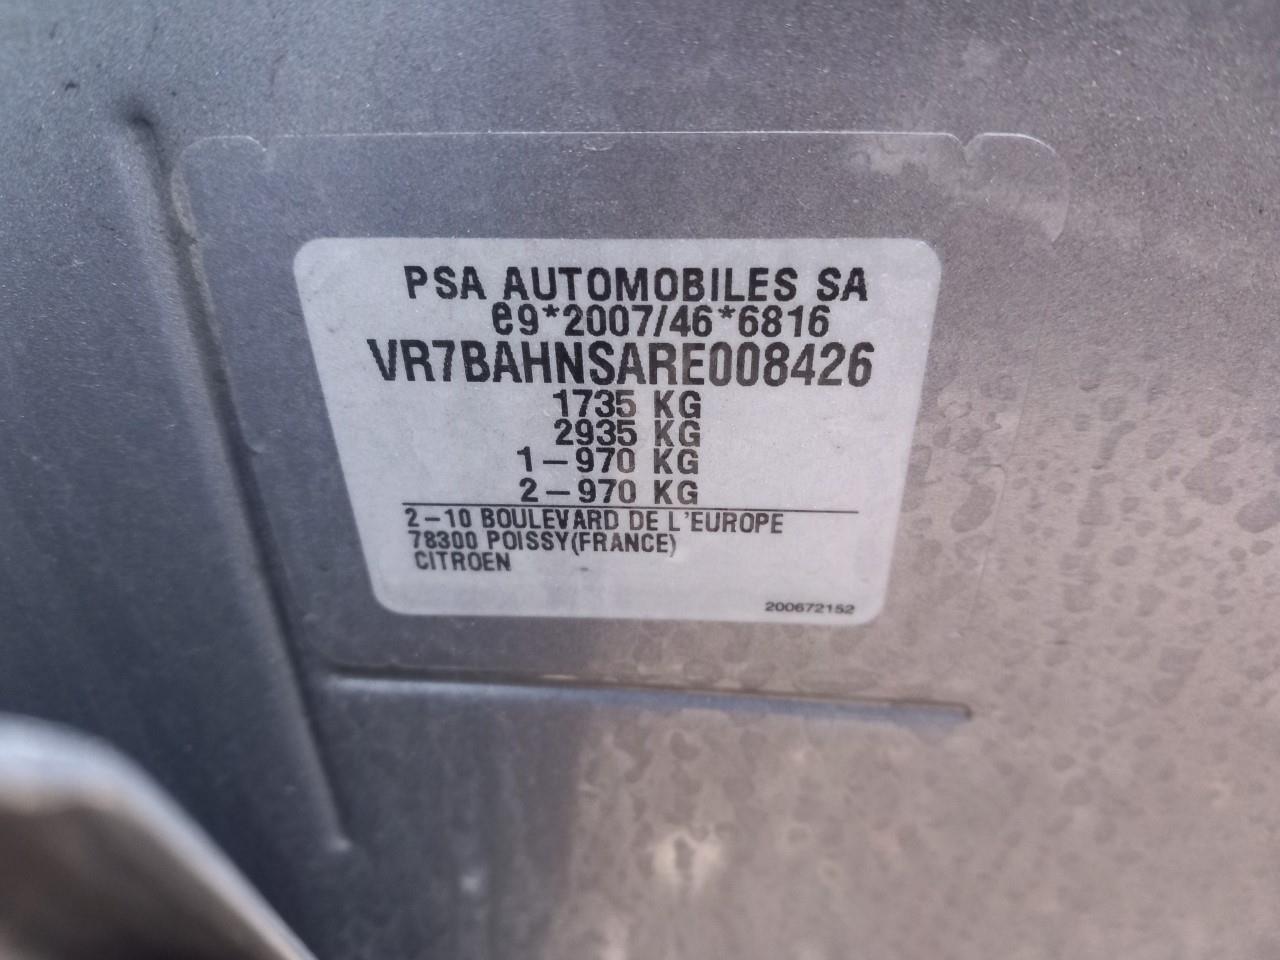 PSA AUTOMOBILES SA
e9*2007/46*6816
VR7BAHNSARE008426
1735 KG
2935 KG
1-970 KG
2-970 KG
2-10 BOULEVARD DE L'EUROPE
78300 POISSY(FRANCE)
CITROEN
200672152